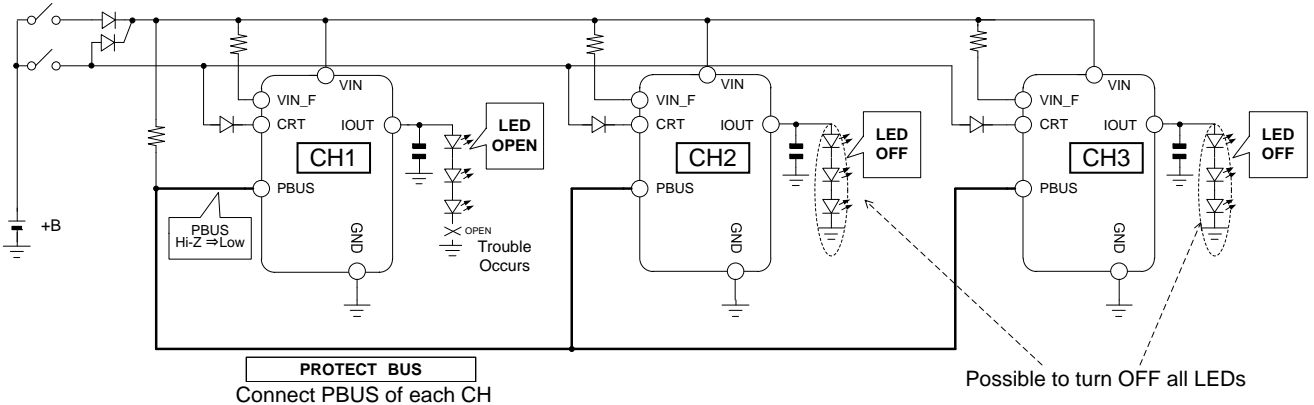 +B
VIN
VIN_F
CRT
IOUT
CH1
PBUS
GND
LED
OPEN
PBUS
Hi-Z ⇒Low
OPEN
Trouble
Occurs
VIN
VIN_F
CRT
IOUT
CH2
PBUS
GND
LED
OFF
VIN
VIN_F
CRT
IOUT
CH3
PBUS
GND
LED
OFF
PROTECT BUS
Connect PBUS of each CH
Possible to turn OFF all LEDs